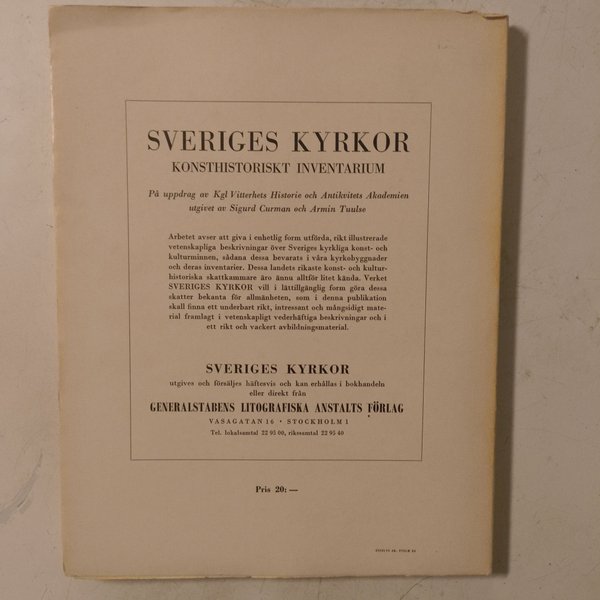 SVERIGES KYRKOR
KONSTHISTORISKT INVENTARIUM
På uppdrag av Kgl Vitterhets Historie och Antikvitets Akademien
utgivet av Sigurd Curman och Armin Tuulse
Arbetet avser att giva i enhetlig form utförda, rikt illustrerade
vetenskapliga beskrivningar över Sveriges kyrkliga konst- och
kulturminnen, sådana dessa bevarats i våra kyrkobyggnader
och deras inventarier. Dessa landets rikaste konst- och kultur-
historiska skattkammare äro ännu alltför litet kända. Verket
SVERIGES KYRKOR vill i lättillgänglig form göra dessa
skatter bekanta för allmänheten, som i denna publikation
skall finna ett underbart rikt, intressant och mångsidigt mate-
rial framlagt i vetenskapligt vederhäftiga beskrivningar och i
ett rikt och vackert avbildningsmaterial.
SVERIGES KYRKOR
utgives och försäljes häftesvis och kan erhållas i bokhandeln
eller direkt från
GENERALSTABENS LITOGRAFISKA ANSTALTS FÖRLAG
VASAGATAN 16 • STOCKHOLM 1
Tel. lokalsamtal 22 95 00, rikssamtal 22 95 40
Pris 20: —